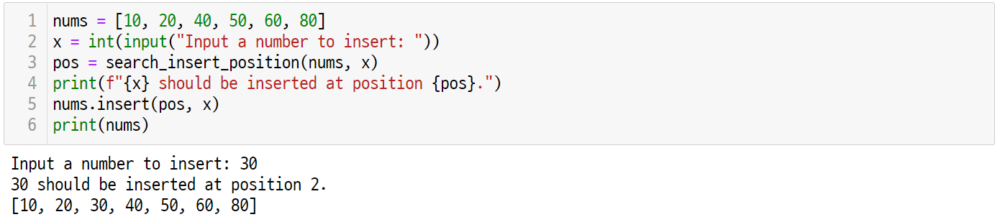 1 nums = [10, 20, 40, 50, 60, 80]
2 x = int(input("Input a number to insert: "))
3 pos = search_insert_position(nums, x)
4 print(f"{x} should be inserted at position {pos}.")
5 nums.insert(pos, x)
6 print(nums)
Input a number to insert: 30
30 should be inserted at position 2.
[10, 20, 30, 40, 50, 60, 80]